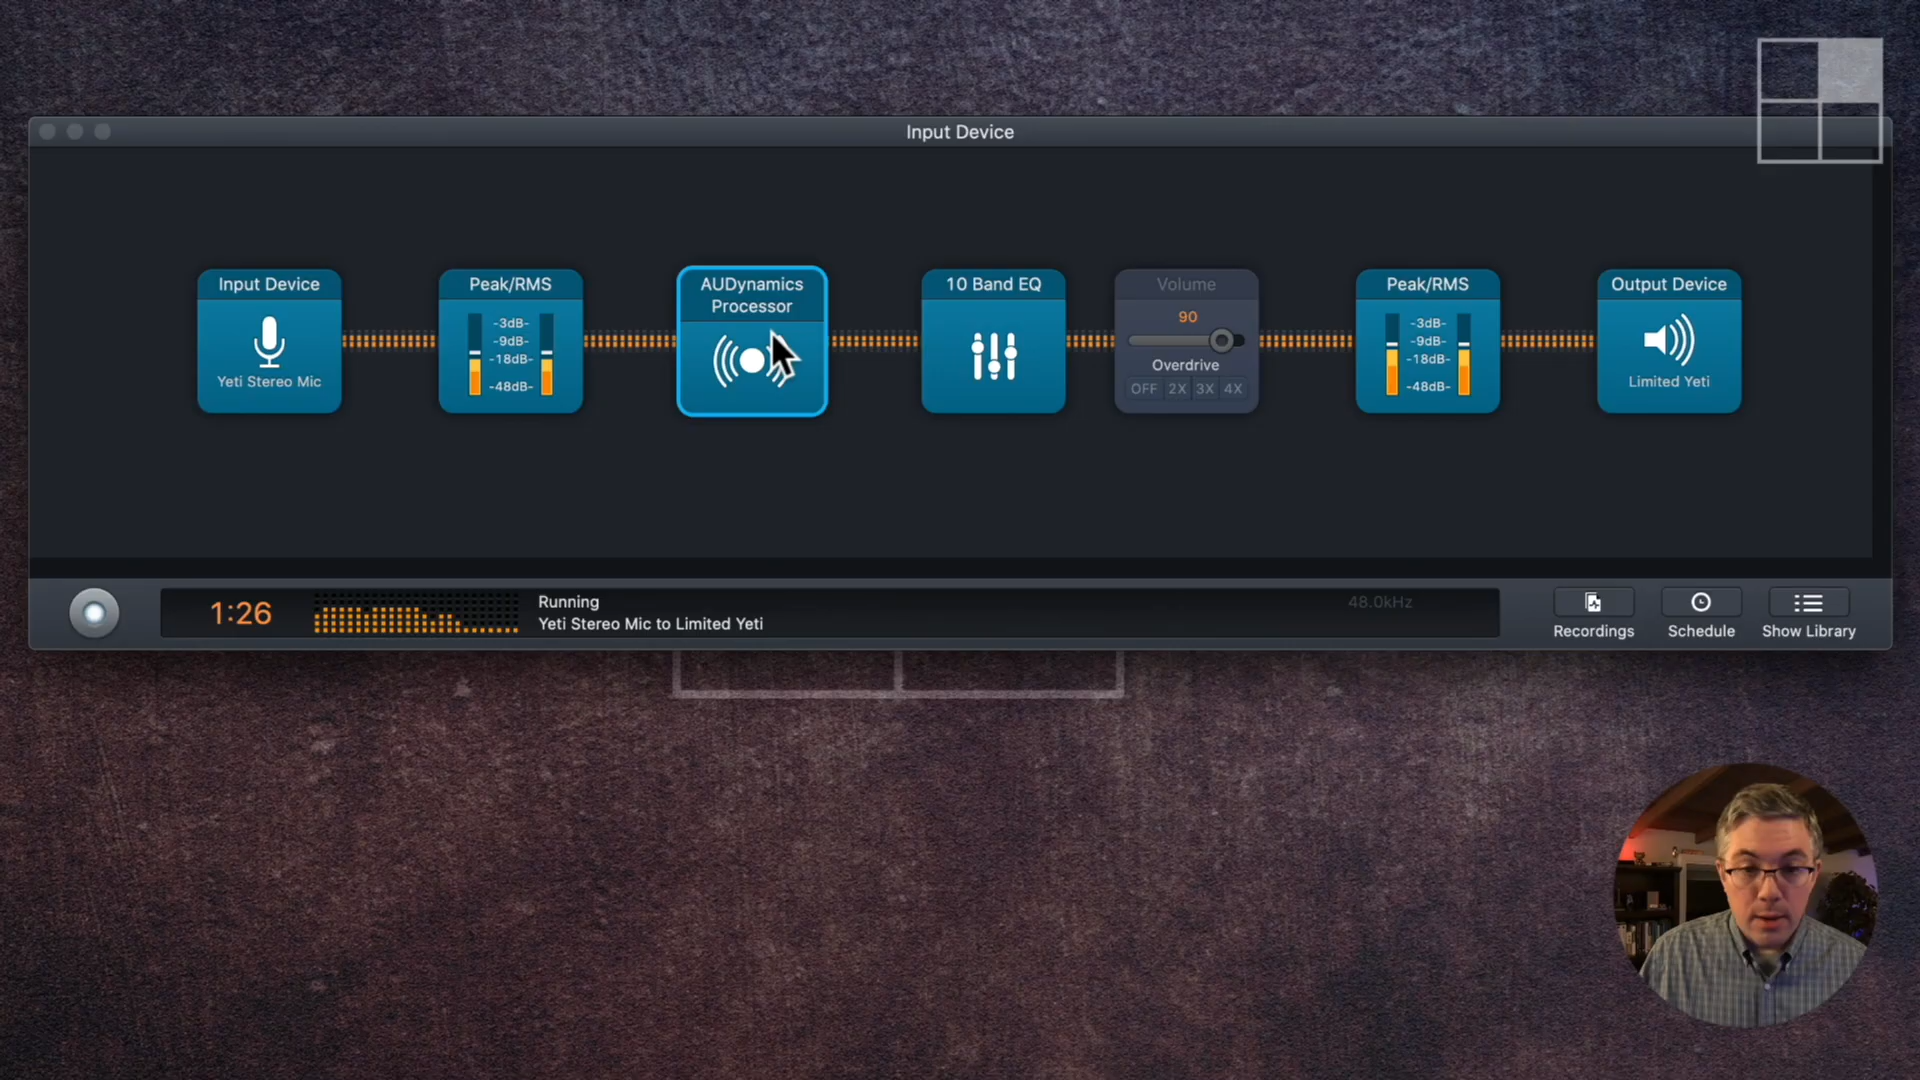 Input Device
Input Device
Yeti Stereo Mic
Peak/RMS
-3dB-
-9dB-
-18dB-
-48dB-
AUDynamics
Processor
10 Band EQ
Volume
90
Overdrive
OFF 2X 3X 4X
Peak/RMS
-3dB-
-9dB-
-18dB-
-48dB-
Output Device
Limited Yeti
1:26
Running
Yeti Stereo Mic to Limited Yeti
48.0kHz
Recordings
Schedule
Show Library